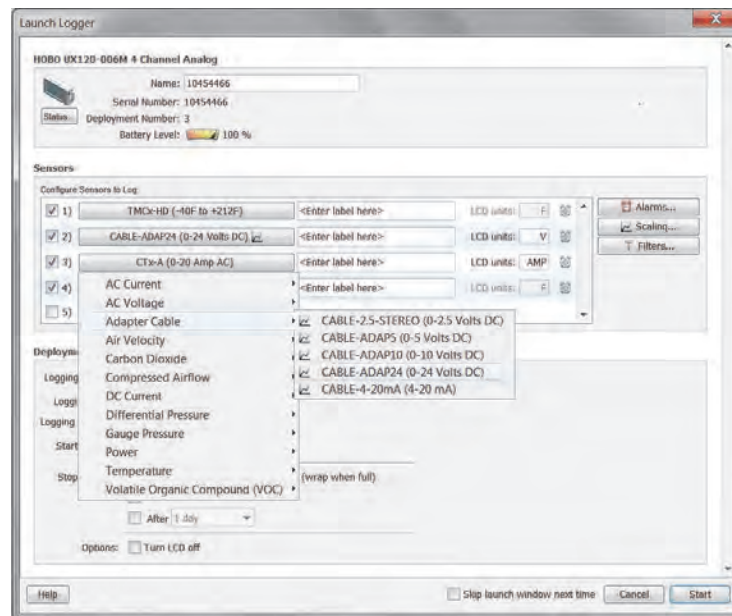 Launch Logger
X
HOBO UX120-006M 4 Channel Analog
Name: 10454466
Serial Number: 10454466
Status... Deployment Number: 3
Battery Level: 100 %
Sensors
Configure Sensors to Log:
1) TMCx-HD (-40F to +212F) <Enter label here> LCD units: F Alarms...
2) CABLE-ADAP24 (0-24 Volts DC) <Enter label here> LCD units: V Scaling...
3) CTx-A (0-20 Amp AC) <Enter label here> LCD units: AMP Filters...
4) AC Current <Enter label here> LCD units: F
AC Voltage
5) Adapter Cable CABLE-2.5-STEREO (0-2.5 Volts DC)
Air Velocity CABLE-ADAP5 (0-5 Volts DC)
Carbon Dioxide CABLE-ADAP10 (0-10 Volts DC)
Logging Compressed Airflow CABLE-ADAP24 (0-24 Volts DC)
DC Current CABLE-4-20mA (4-20 mA)
Logging Differential Pressure
Gauge Pressure
Start Power
Stop Temperature (wrap when full)
Volatile Organic Compound (VOC)
After 1 day
Options: Turn LCD off
Help Skip launch window next time Cancel Start